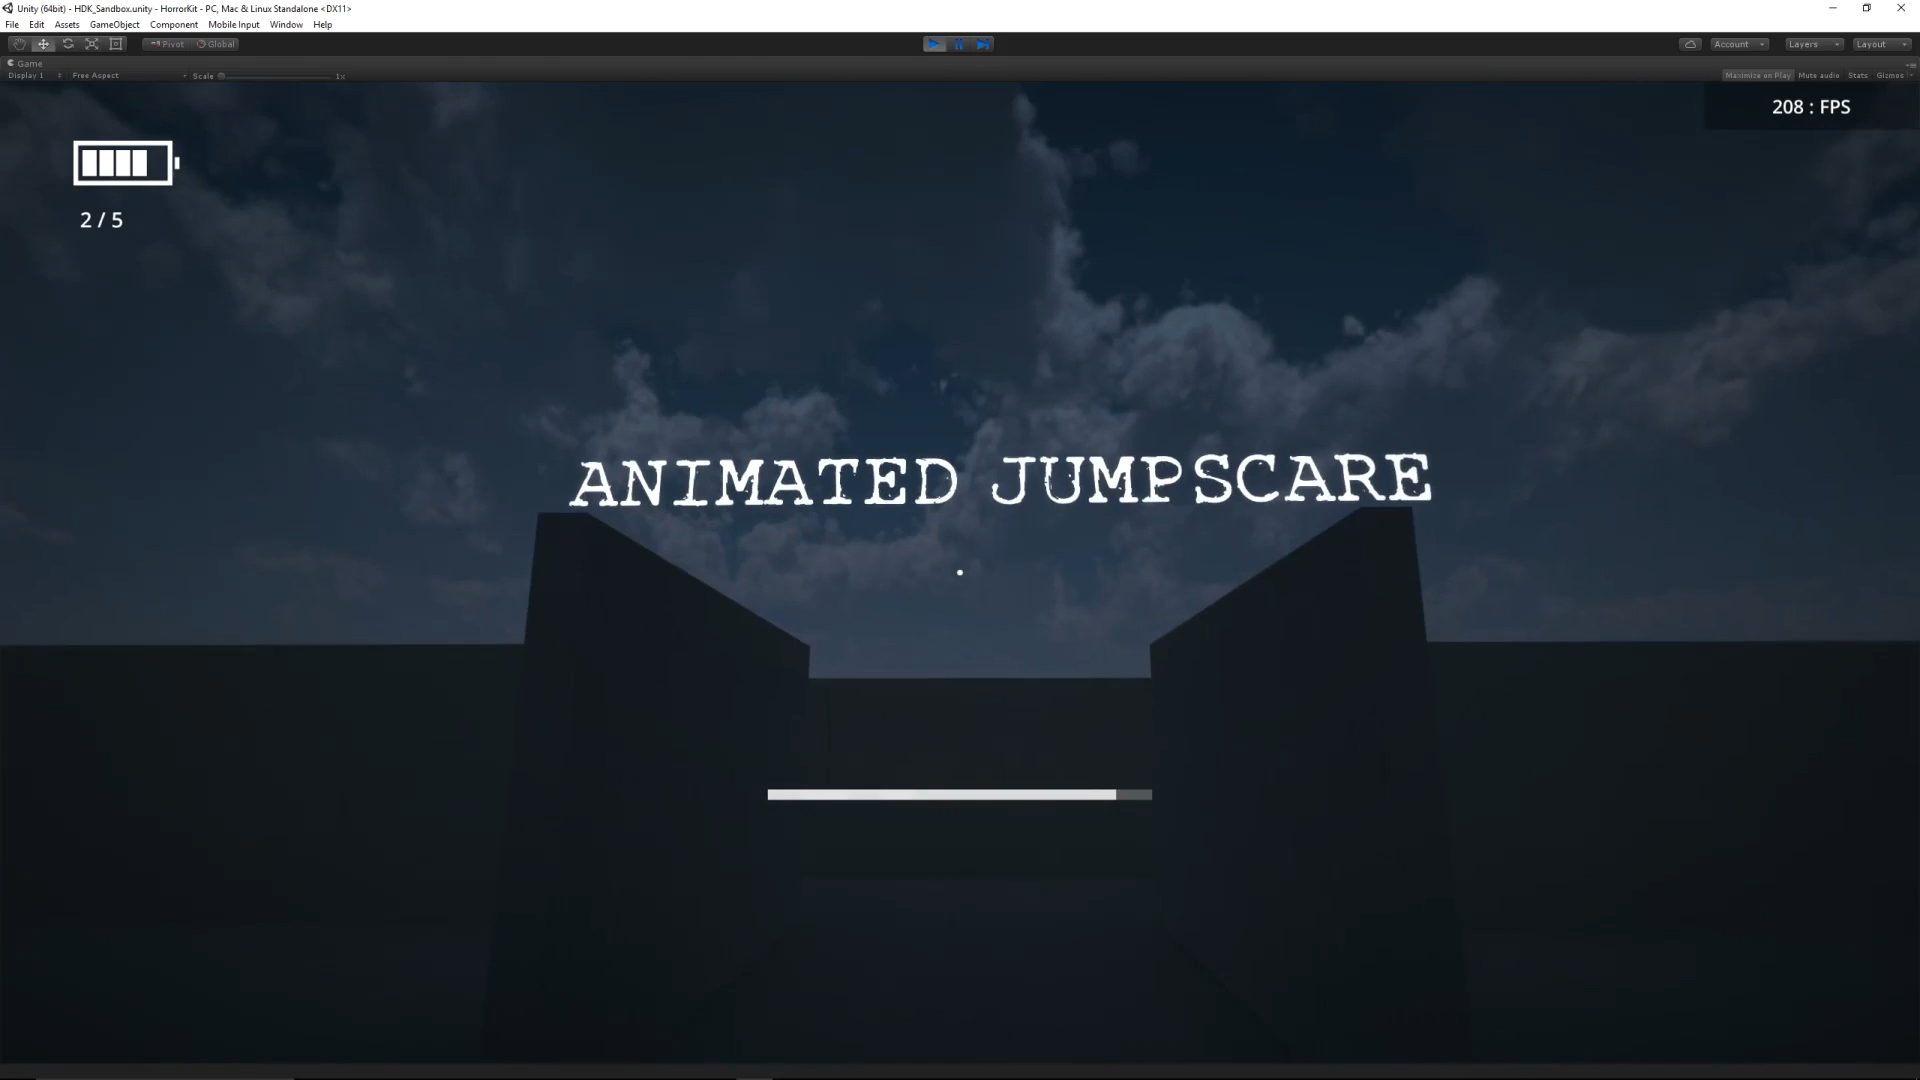 Unity (64bit) - HDK_Sandbox.unity - HorrorKit - PC, Mac & Linux Standalone <DX11>
File Edit Assets GameObject Component Mobile Input Window Help
Pivot Global Account Layers Layout
Game
Display 1 Free Aspect Scale 1x Maximize on Play Mute audio Stats Gizmos
208 : FPS
2 / 5
ANIMATED JUMPSCARE